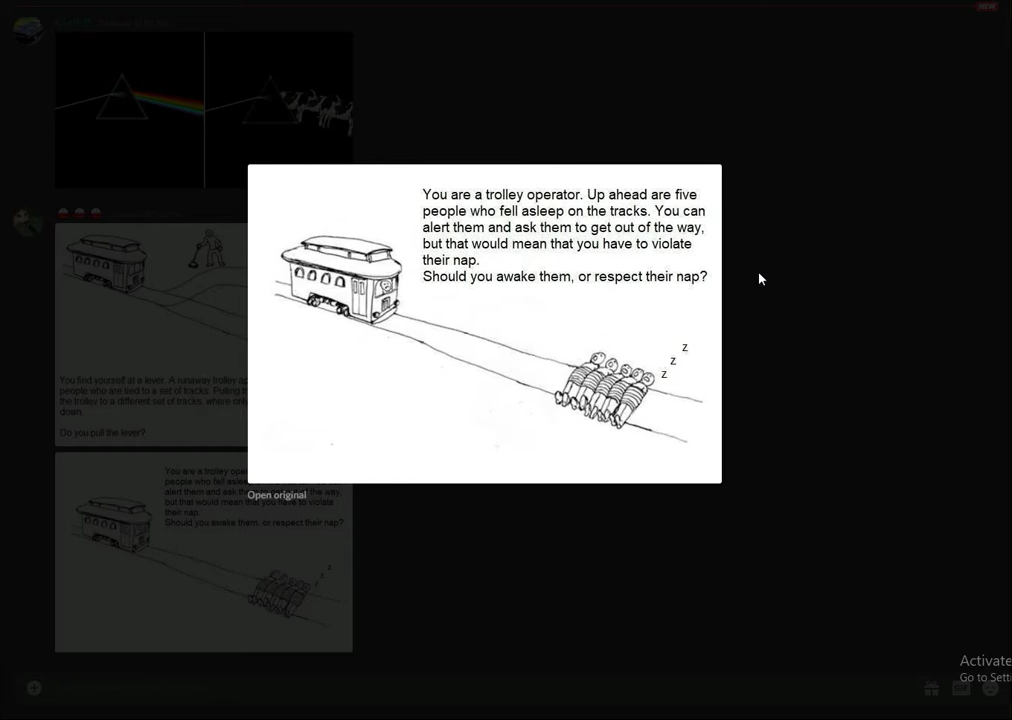 NEW
You are a trolley operator. Up ahead are five
people who fell asleep on the tracks. You can
alert them and ask them to get out of the way,
but that would mean that you have to violate
their nap.
Should you awake them, or respect their nap?
z
z
z
Open original
You find yourself at a lever. A runaway trolley
people who are tied to a set of tracks. Pulling
the trolley to a different set of tracks, where
down.
Do you pull the lever?
You are a trolley
people who fell
alert them and ask the way,
but that would mean that you have to violate
their nap.
Should you awake them, or respect their nap?
z
z
z
Activate
Go to Setti